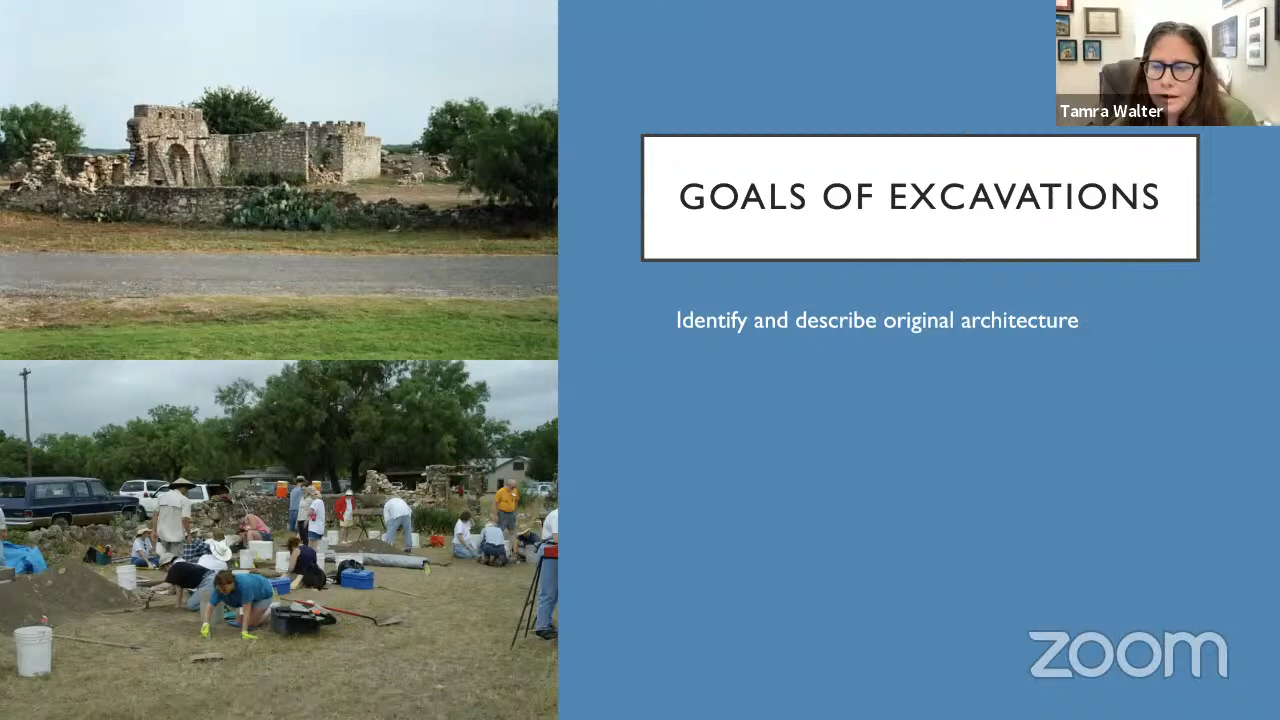 Tamra Walter
GOALS OF EXCAVATIONS
Identify and describe original architecture
zoom